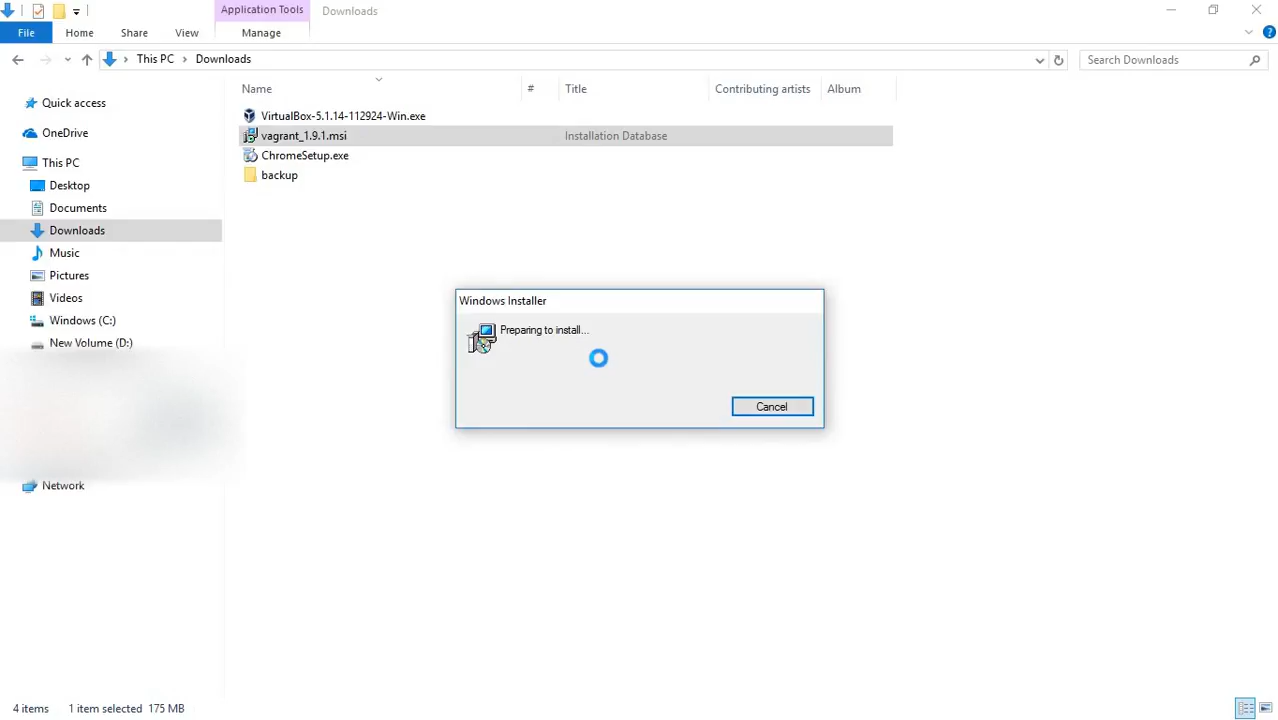 Application Tools
Downloads
File
Home
Share
View
Manage
This PC
Downloads
Search Downloads
Name
#
Title
Contributing artists
Album
Quick access
OneDrive
This PC
Desktop
Documents
Downloads
Music
Pictures
Videos
Windows (C:)
New Volume (D:)
Network
VirtualBox-5.1.14-112924-Win.exe
vagrant_1.9.1.msi
Installation Database
ChromeSetup.exe
backup
Windows Installer
Preparing to install...
Cancel
4 items
1 item selected 175 MB